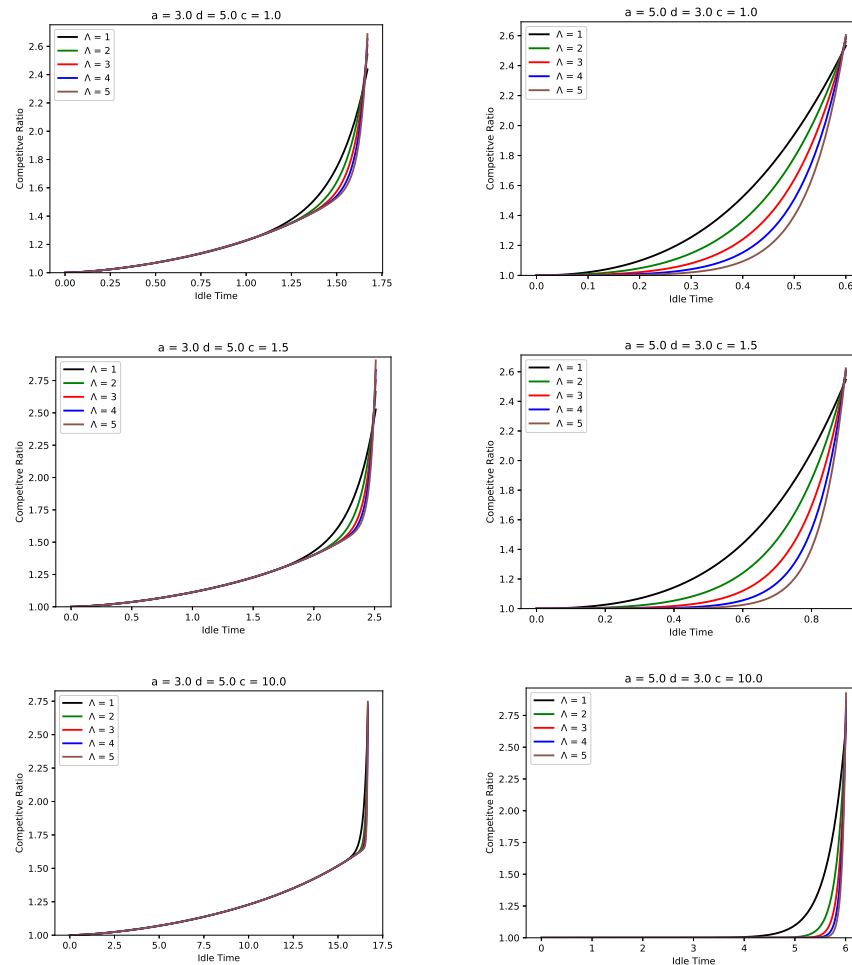 a = 3.0 d = 5.0 c = 1.0
Competitve Ratio
2.6
2.4
2.2
2.0
1.8
1.6
1.4
1.2
1.0
Λ = 1
Λ = 2
Λ = 3
Λ = 4
Λ = 5
0.00 0.25 0.50 0.75 1.00 1.25 1.50 1.75
Idle Time
a = 5.0 d = 3.0 c = 1.0
Competitve Ratio
2.6
2.4
2.2
2.0
1.8
1.6
1.4
1.2
1.0
Λ = 1
Λ = 2
Λ = 3
Λ = 4
Λ = 5
0.0 0.1 0.2 0.3 0.4 0.5 0.6
Idle Time
a = 3.0 d = 5.0 c = 1.5
Competitve Ratio
2.75
2.50
2.25
2.00
1.75
1.50
1.25
1.00
Λ = 1
Λ = 2
Λ = 3
Λ = 4
Λ = 5
0.0 0.5 1.0 1.5 2.0 2.5
Idle Time
a = 5.0 d = 3.0 c = 1.5
Competitve Ratio
2.6
2.4
2.2
2.0
1.8
1.6
1.4
1.2
1.0
Λ = 1
Λ = 2
Λ = 3
Λ = 4
Λ = 5
0.0 0.2 0.4 0.6 0.8
Idle Time
a = 3.0 d = 5.0 c = 10.0
Competitve Ratio
2.75
2.50
2.25
2.00
1.75
1.50
1.25
1.00
Λ = 1
Λ = 2
Λ = 3
Λ = 4
Λ = 5
0.0 2.5 5.0 7.5 10.0 12.5 15.0 17.5
Idle Time
a = 5.0 d = 3.0 c = 10.0
Competitve Ratio
2.75
2.50
2.25
2.00
1.75
1.50
1.25
1.00
Λ = 1
Λ = 2
Λ = 3
Λ = 4
Λ = 5
0 1 2 3 4 5 6
Idle Time